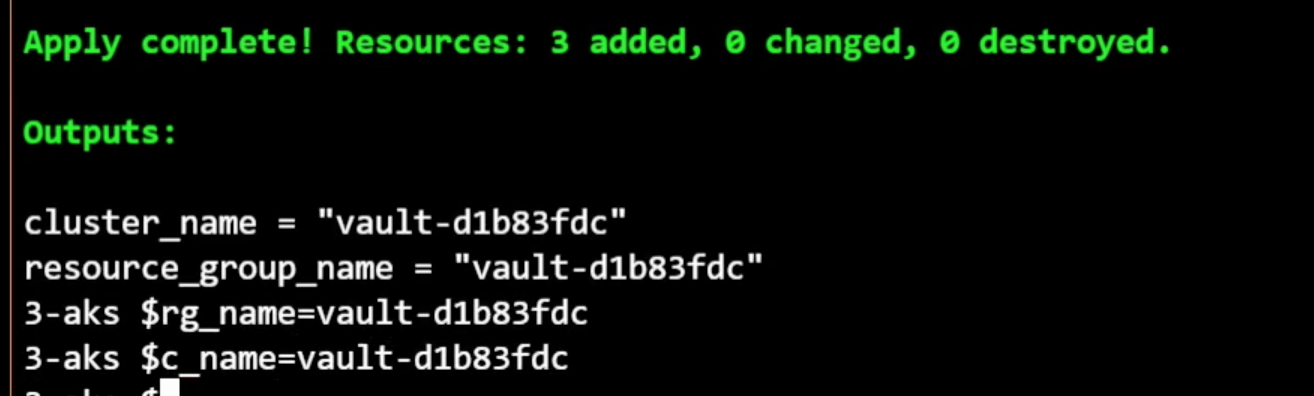 Apply complete! Resources: 3 added, 0 changed, 0 destroyed.
Outputs:
cluster_name = "vault-d1b83fdc"
resource_group_name = "vault-d1b83fdc"
3-aks $rg_name=vault-d1b83fdc
3-aks $c_name=vault-d1b83fdc